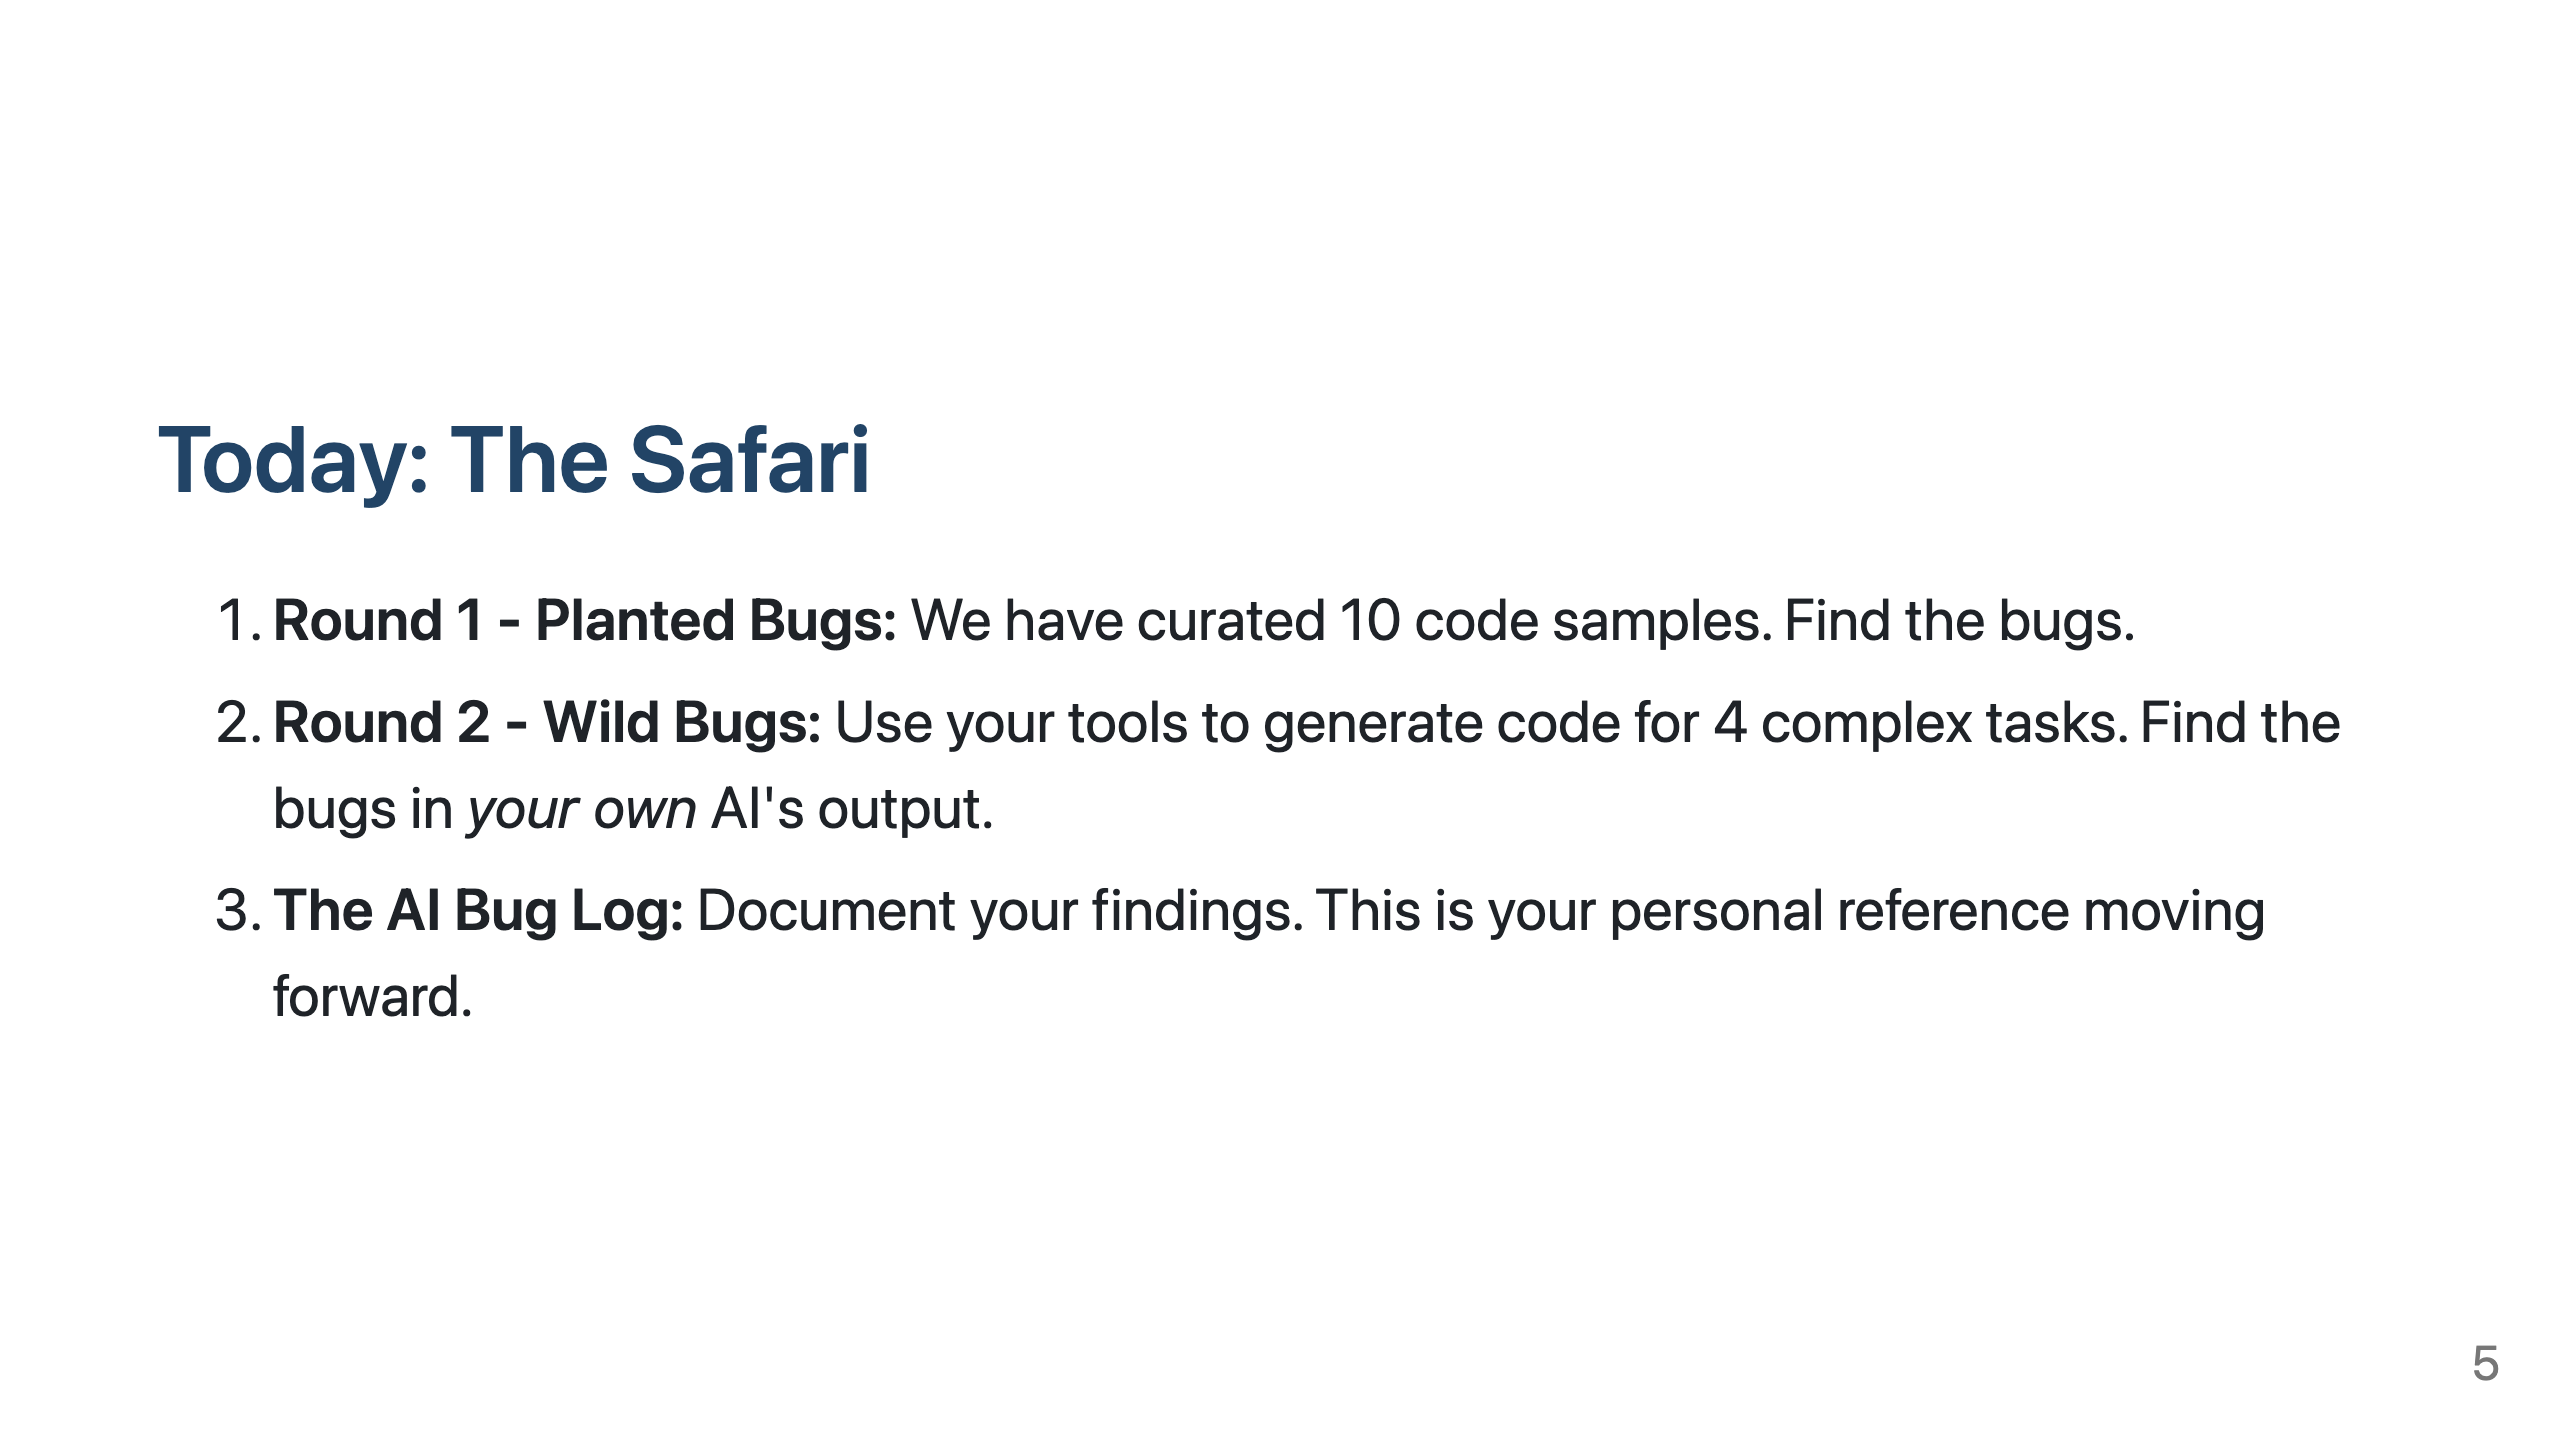 Today: The Safari
1. Round 1 - Planted Bugs: We have curated 10 code samples. Find the bugs.
2. Round 2 - Wild Bugs: Use your tools to generate code for 4 complex tasks. Find the
bugs in your own AI's output.
3. The AI Bug Log: Document your findings. This is your personal reference moving
forward.
5